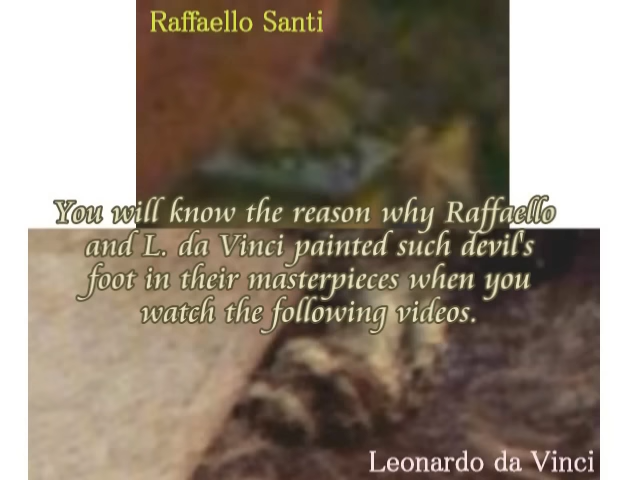 Raffaello Santi
You will know the reason why Raffaello
and L. da Vinci painted such devil's
foot in their masterpieces when you
watch the following videos.
Leonardo da Vinci